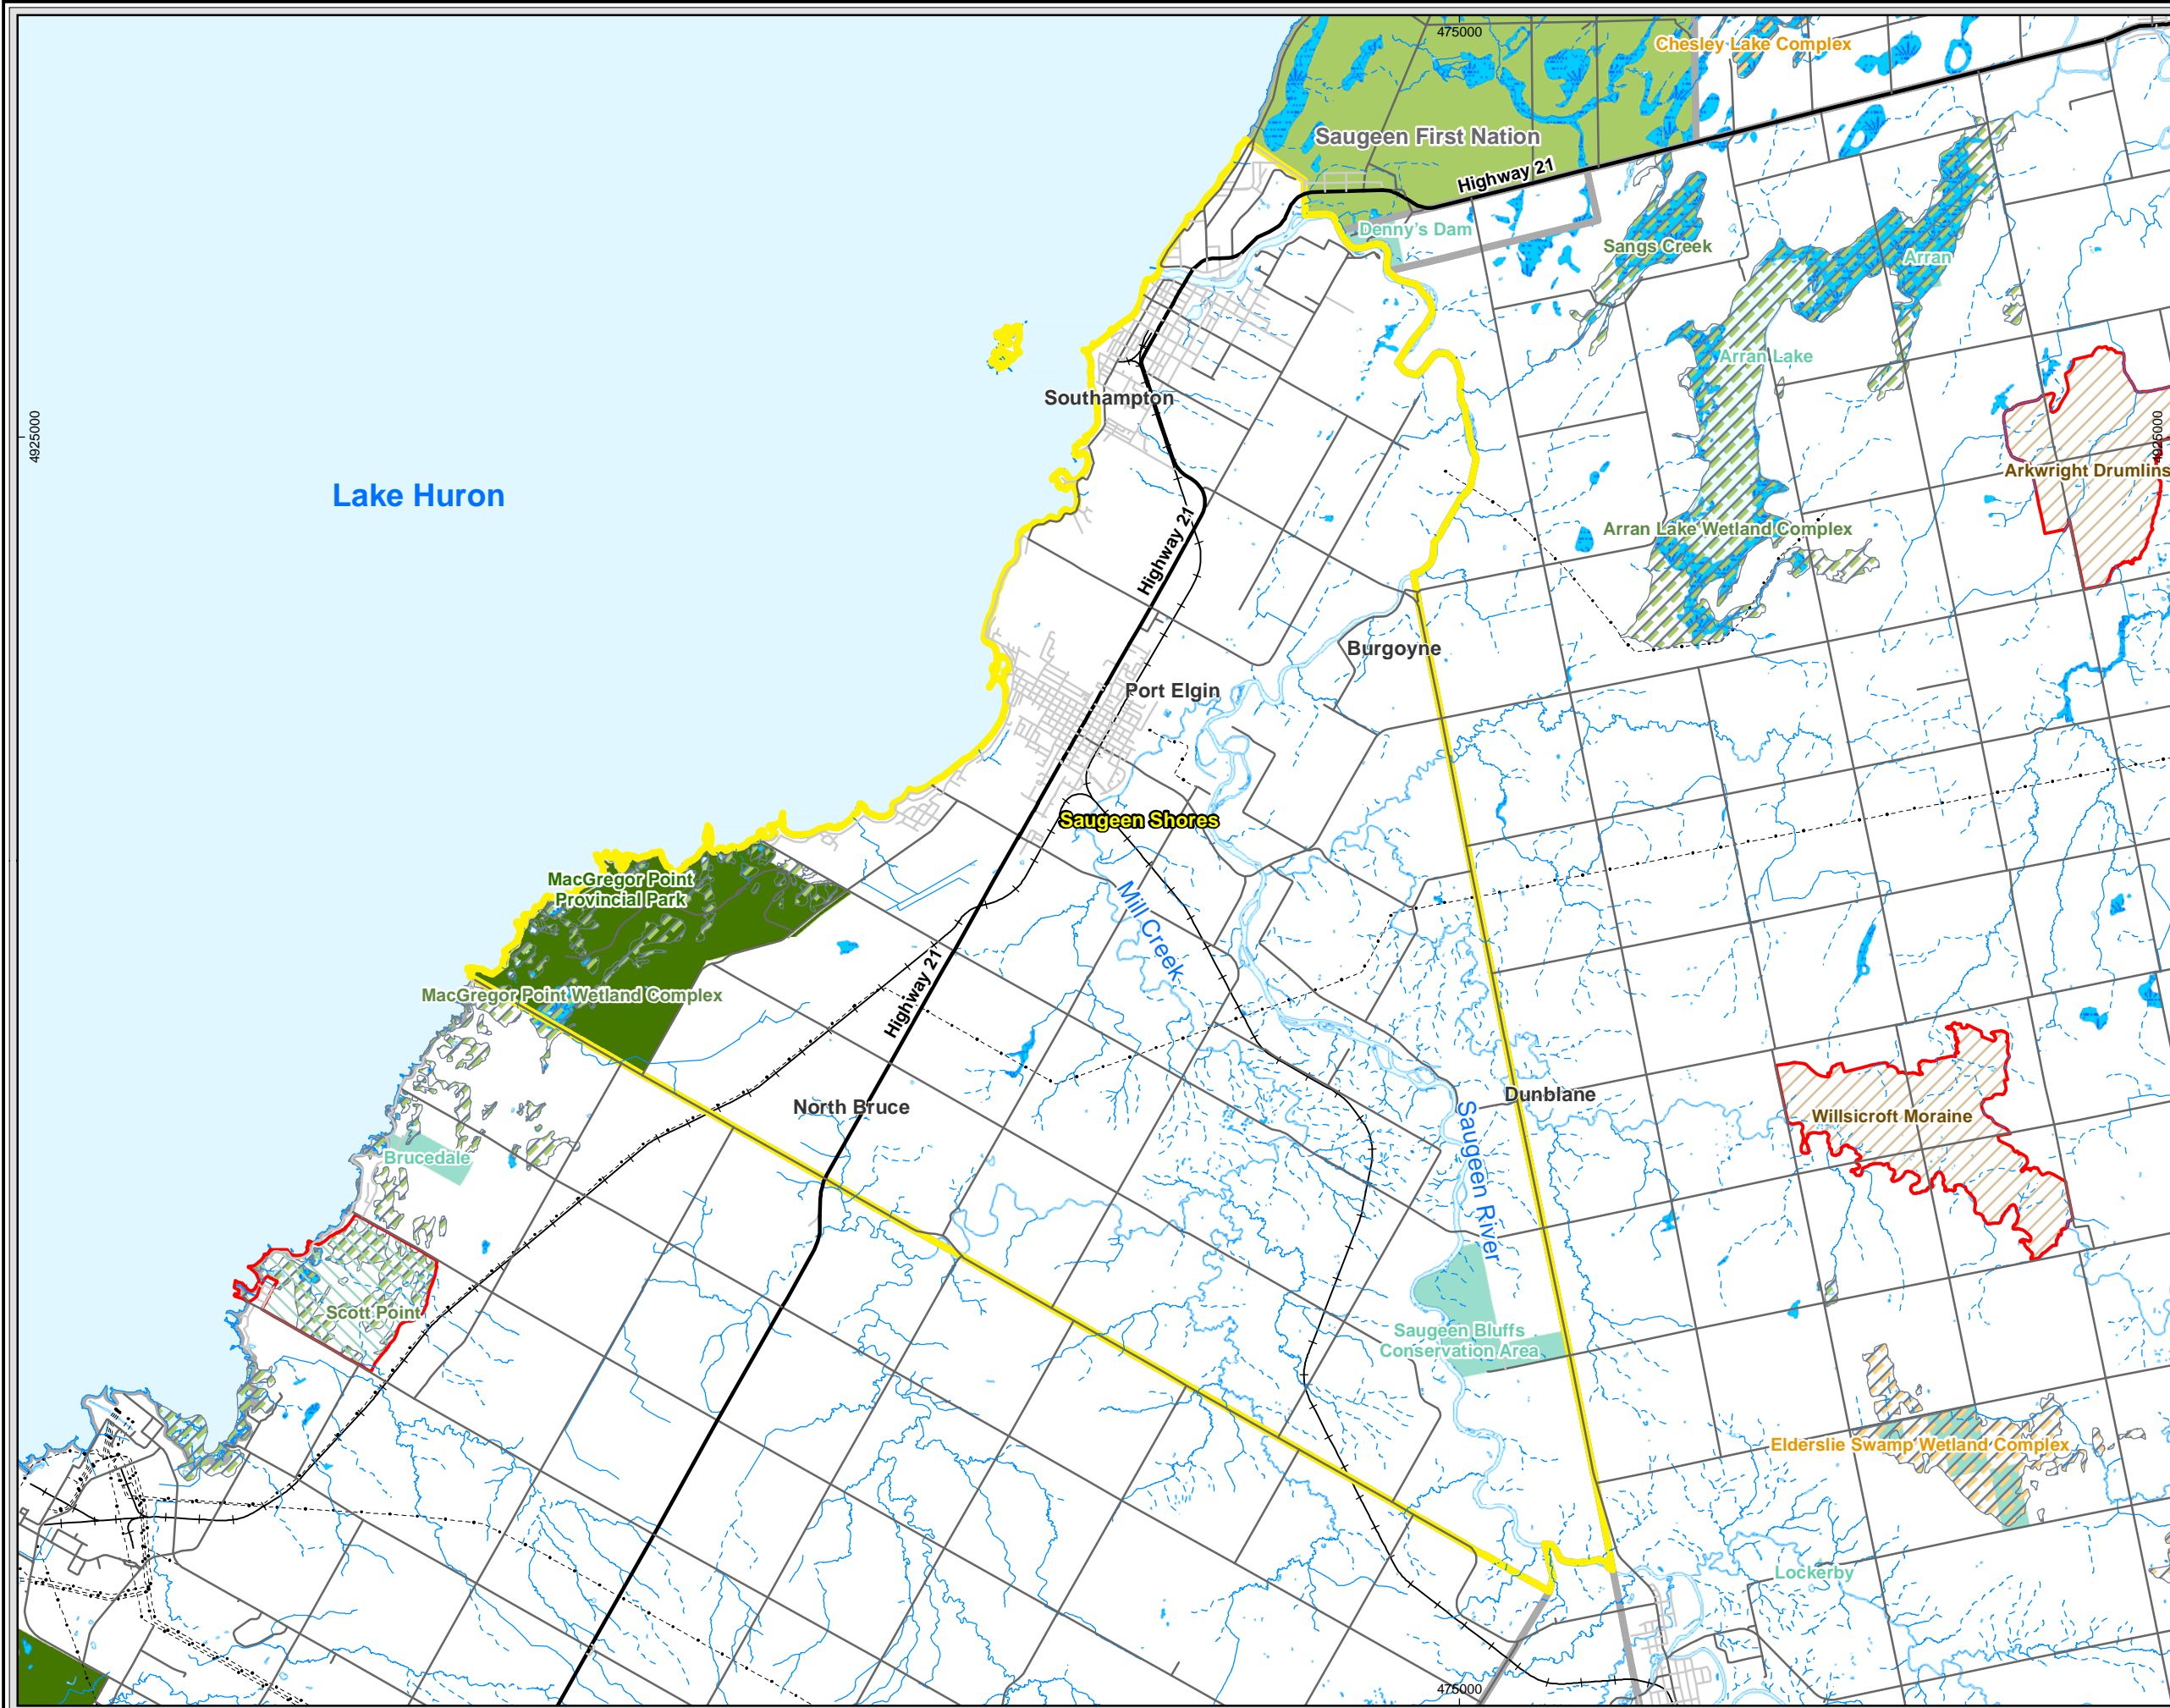 475000
Chesley Lake Complex
Saugeen First Nation
Highway 21
Denny's Dam
Sangs Creek
Arran
Arran Lake
Southampton
4925000
4925000
Arkwright Drumlins
Lake Huron
Arran Lake Wetland Complex
Highway 21
Burgoyne
Port Elgin
Saugeen Shores
MacGregor Point
Provincial Park
Mill Creek
MacGregor Point Wetland Complex
Highway 21
Dunblane
North Bruce
Willsicroft Moraine
Saugeen River
Brucedale
Scott Point
Saugeen Bluffs
Conservation Area
Elderslie Swamp Wetland Complex
Lockerby
475000